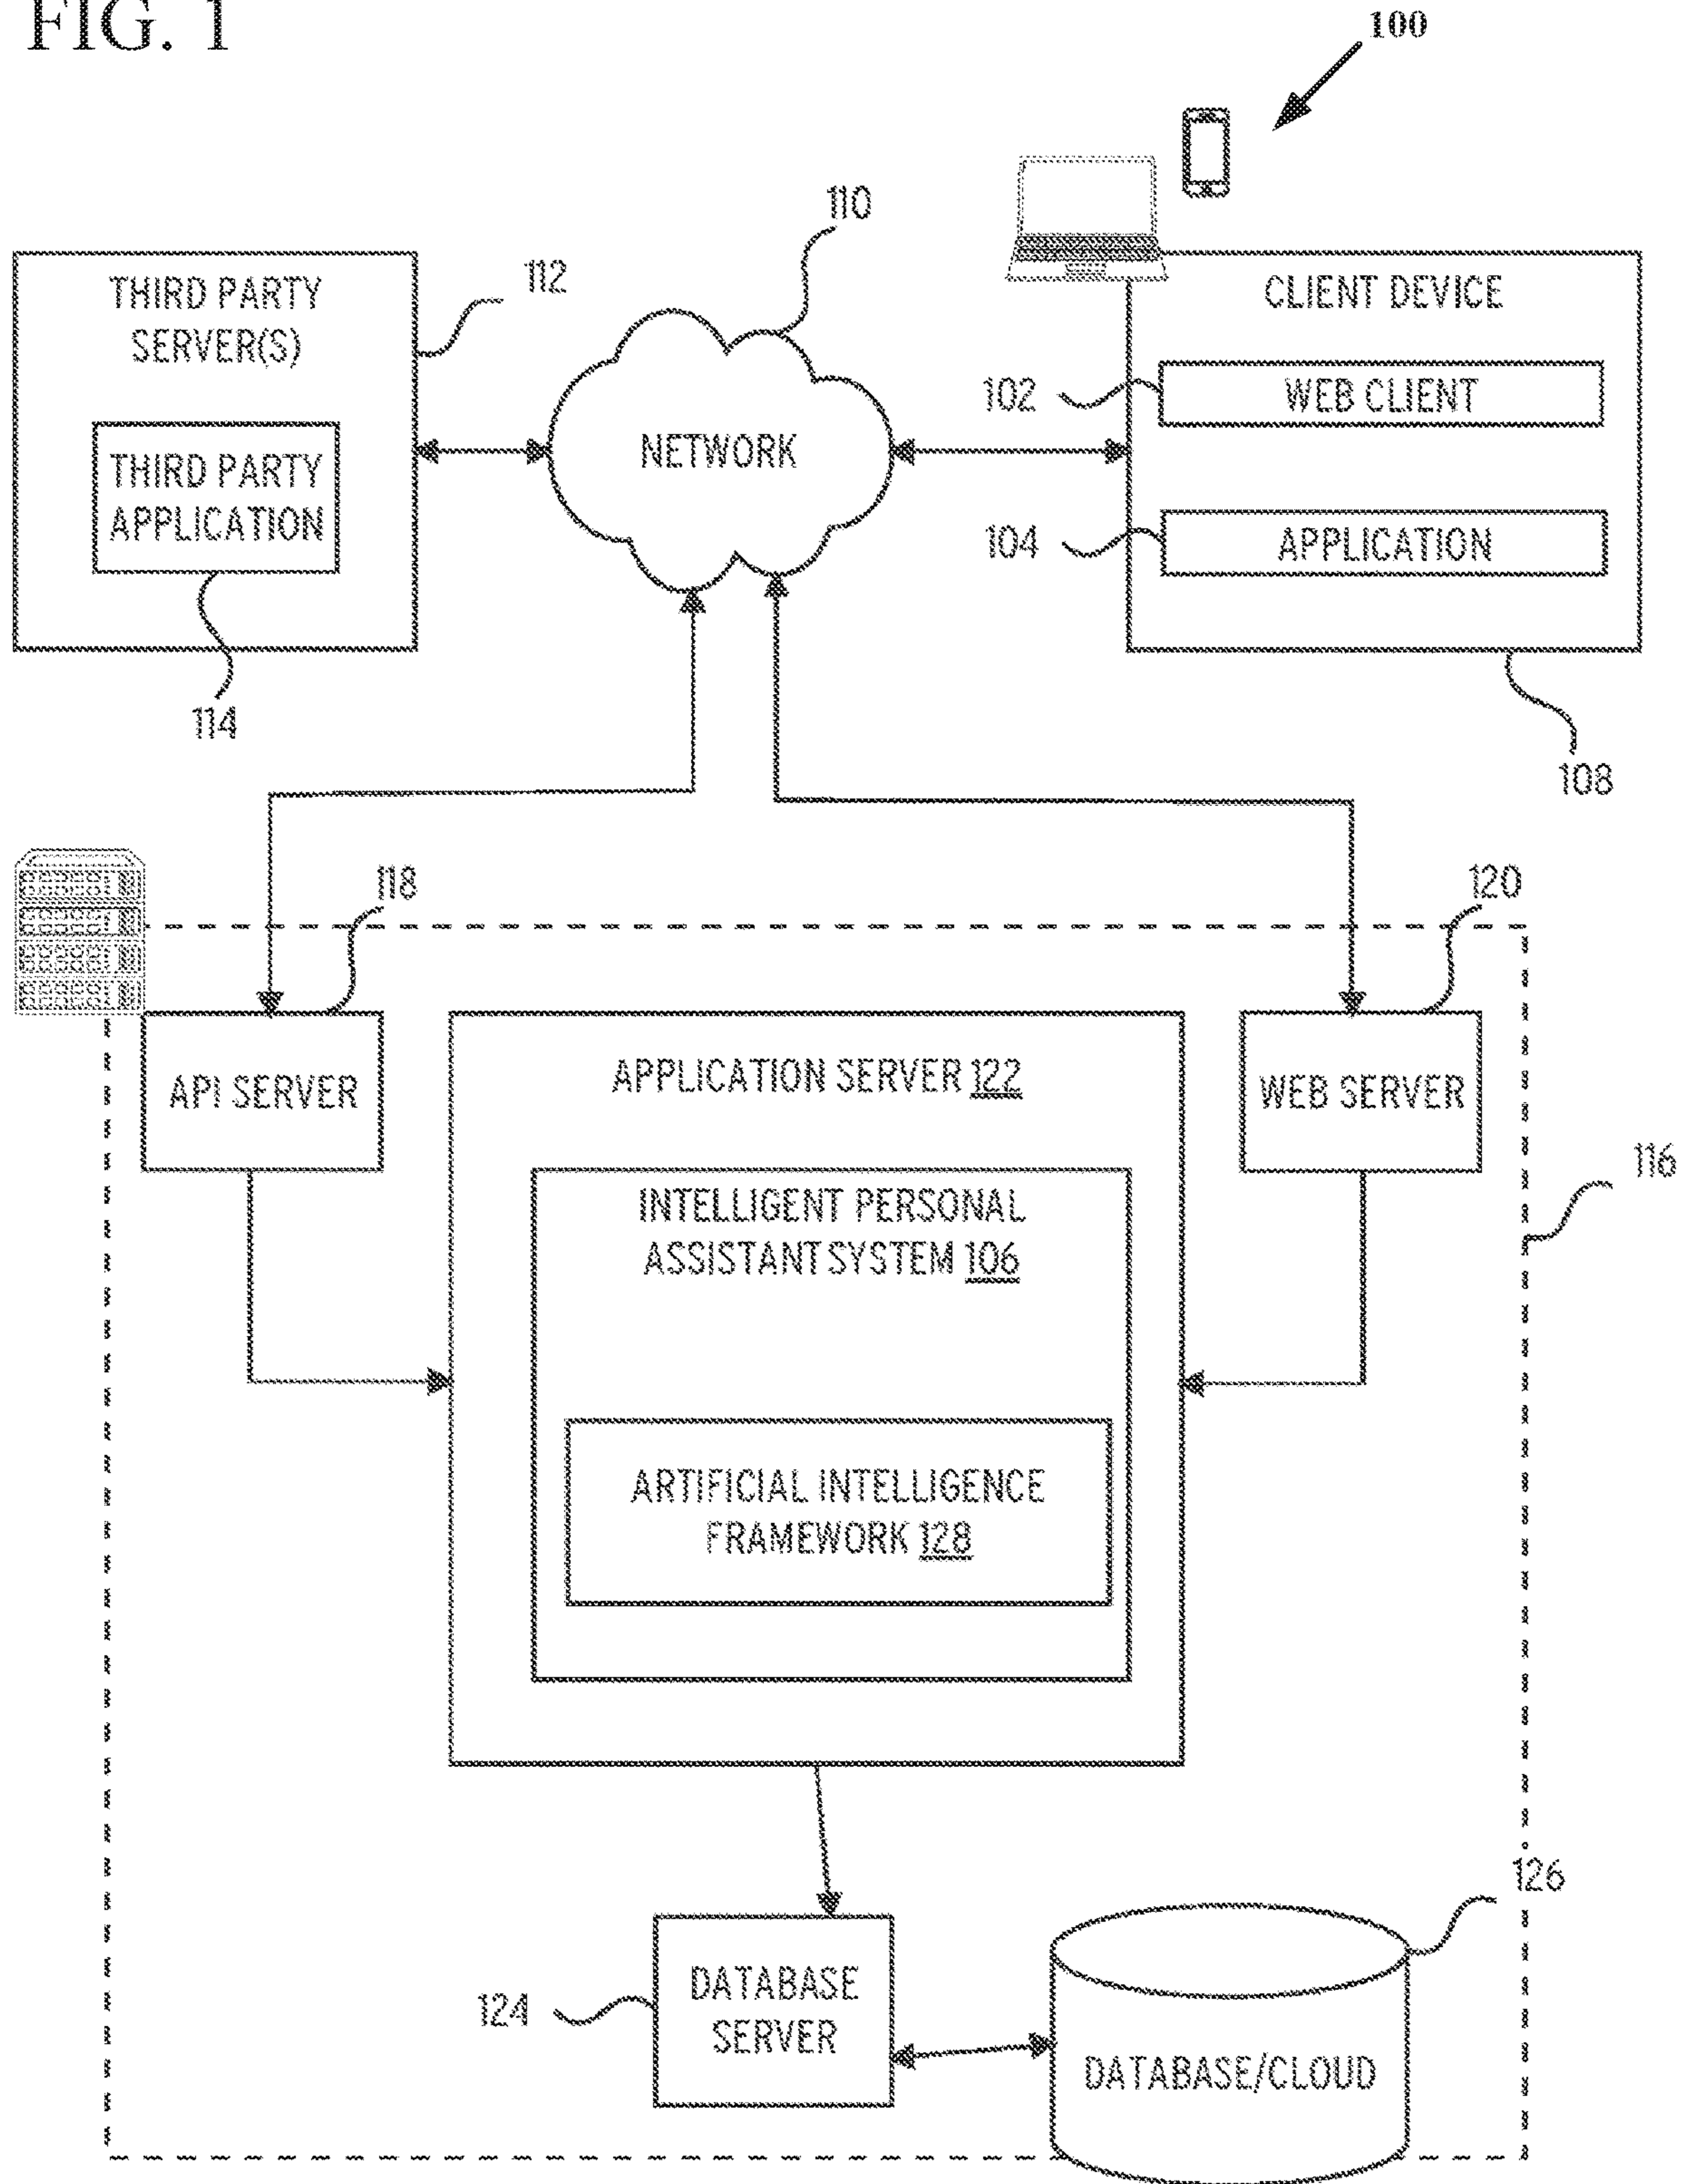 FIG. 1
100
110
112
THIRD PARTY
SERVER(S)
CLIENT DEVICE
102
WEB CLIENT
NETWORK
THIRD PARTY
APPLICATION
104
APPLICATION
114
108
118
120
API SERVER
APPLICATION SERVER 122
WEB SERVER
116
INTELLIGENT PERSONAL
ASSISTANT SYSTEM 106
ARTIFICIAL INTELLIGENCE
FRAMEWORK 128
126
124
DATABASE
SERVER
DATABASE/CLOUD